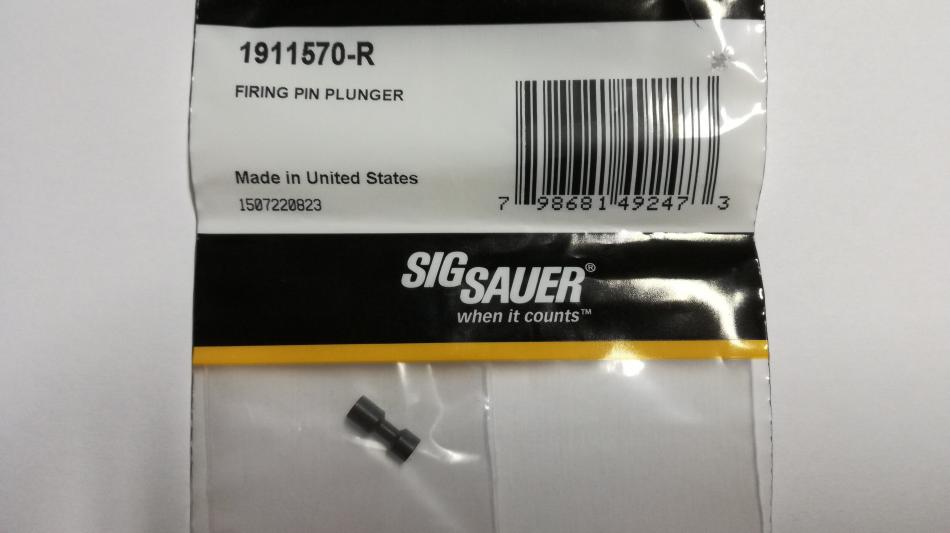 1911570-R
FIRING PIN PLUNGER
Made in United States
1507220823
7 98681 49247 3
SIG SAUER®
when it counts™